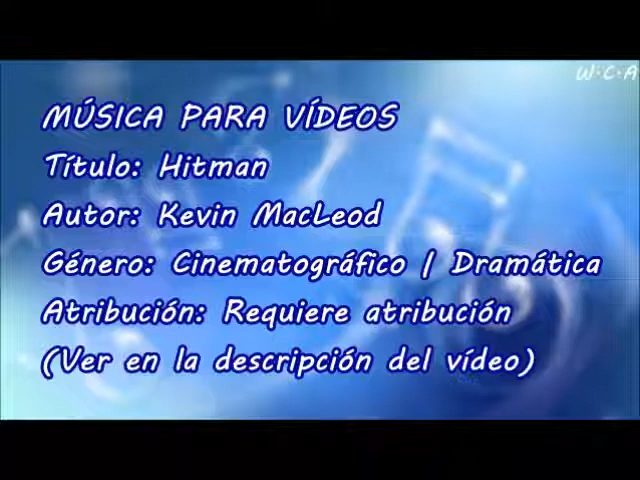 W·C·A
MÚSICA PARA VÍDEOS
Título: Hitman
Autor: Kevin MacLeod
Género: Cinematográfico | Dramática
Atribución: Requiere atribución
(Ver en la descripción del vídeo)